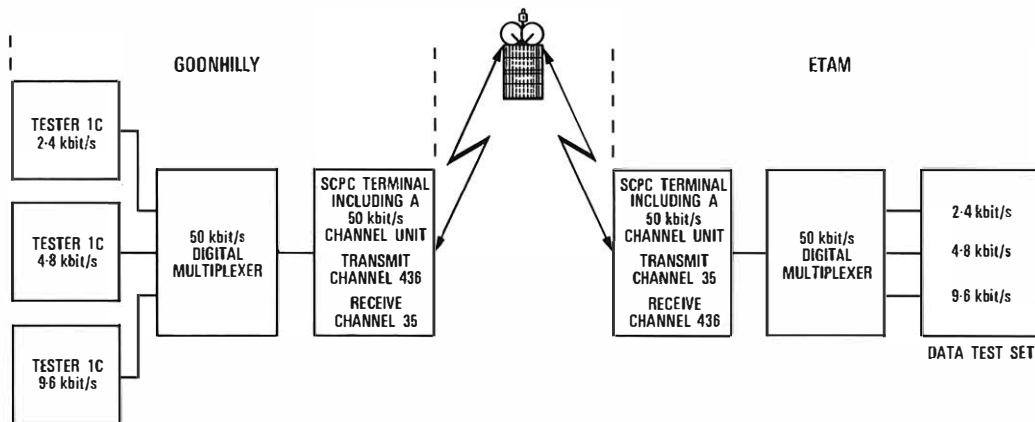 GOONHILLY
ETAM
TESTER 1C
2·4 kbit/s
TESTER 1C
4·8 kbit/s
TESTER 1C
9·6 kbit/s
50 kbit/s
DIGITAL
MULTIPLEXER
SCPC TERMINAL
INCLUDING A
50 kbit/s
CHANNEL UNIT
TRANSMIT
CHANNEL 436
RECEIVE
CHANNEL 35
SCPC TERMINAL
INCLUDING A
50 kbit/s
CHANNEL UNIT
TRANSMIT
CHANNEL 35
RECEIVE
CHANNEL 436
50 kbit/s
DIGITAL
MULTIPLEXER
2·4 kbit/s
4·8 kbit/s
9·6 kbit/s
DATA TEST SET